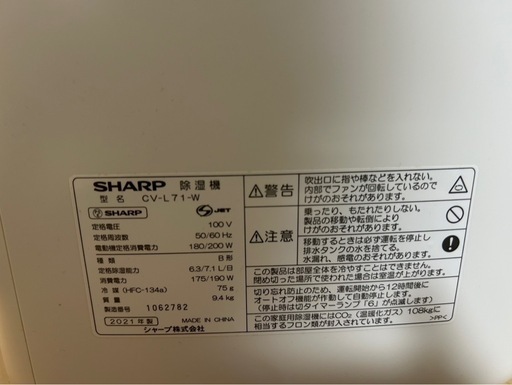 SHARP 除湿機
型名 CV-L71-W
SHARP JET
定格電圧 100V
定格周波数 50/60Hz
電動機定格消費電力 180/200W
種類 B形
定格除湿能力 6.3/7.1L/日
消費電力 175/190W
冷媒(HFC-134a) 75g
質量 9.4kg
製造番号 1062782
2021年製 MADE IN CHINA
シャープ株式会社
警告
吹出口に指や棒などを入れない。
内部でファンが回転しているので
けがのおそれがあります。
注意
乗ったり、もたれたりしない。
製品の移動や転倒により
けがのおそれがあります。
移動するときは必ず運転を停止し
排水タンクの水を捨てる。
水漏れ、感電のおそれがあります。
この製品は部屋全体を冷やすことはできません。
閉め切った場所で使われた場合は室温が上がります。
切り忘れ防止のため、運転開始から12時間後に
オートオフ機能が作動して自動停止します。
(停止時は切タイマーランプ「6」が点滅します)
この家庭用除湿機にはCO₂(温暖化ガス)108kgに
相当するフロン類が封入されています。
>PP<